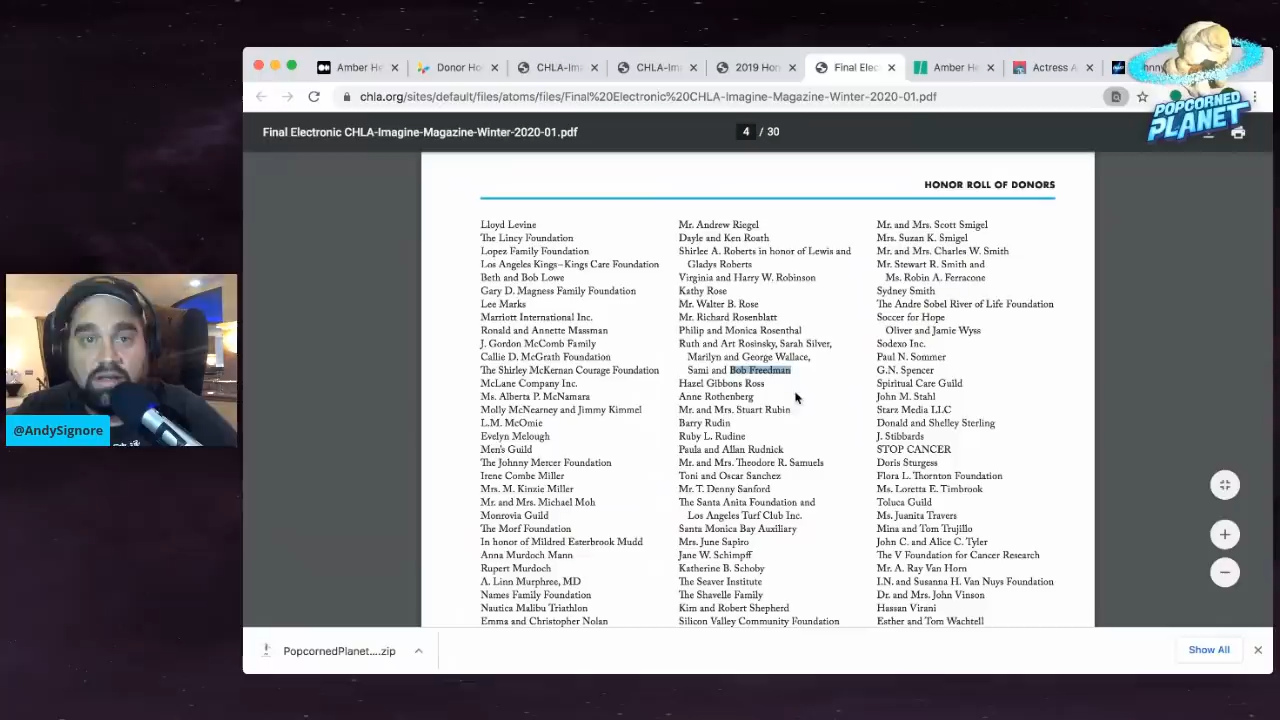 Amber He
Donor Ho
CHLA-Ima
CHLA-Im
2019 Hon
Final Elec
Amber He
Actress A
chla.org/sites/default/files/atoms/files/Final%20Electronic%20CHLA-Imagine-Magazine-Winter-2020-01.pdf
POPCORNED
PLANET
Final Electronic CHLA-Imagine-Magazine-Winter-2020-01.pdf
4 / 30
HONOR ROLL OF DONORS
Lloyd Levine
The Lincy Foundation
Lopez Family Foundation
Los Angeles Kings–Kings Care Foundation
Beth and Bob Lowe
Gary D. Magness Family Foundation
Lee Marks
Marriott International Inc.
Ronald and Annette Massman
J. Gordon McComb Family
Callie D. McGrath Foundation
The Shirley McKernan Courage Foundation
McLane Company Inc.
Ms. Alberta P. McNamara
Molly McNearney and Jimmy Kimmel
L.M. McOmie
Evelyn Melough
Men's Guild
The Johnny Mercer Foundation
Irene Combe Miller
Mrs. M. Kinzie Miller
Mr. and Mrs. Michael Moh
Monrovia Guild
The Morf Foundation
In honor of Mildred Esterbrook Mudd
Anna Murdoch Mann
Rupert Murdoch
A. Linn Murphree, MD
Names Family Foundation
Nautica Malibu Triathlon
Emma and Christopher Nolan
Mr. Andrew Riegel
Dayle and Ken Roath
Shirlee A. Roberts in honor of Lewis and
Gladys Roberts
Virginia and Harry W. Robinson
Kathy Rose
Mr. Walter B. Rose
Mr. Richard Rosenblatt
Philip and Monica Rosenthal
Ruth and Art Rosinsky, Sarah Silver,
Marilyn and George Wallace,
Sami and Bob Freedman
Hazel Gibbons Ross
Anne Rothenberg
Mr. and Mrs. Stuart Rubin
Barry Rudin
Ruby L. Rudine
Paula and Allan Rudnick
Mr. and Mrs. Theodore R. Samuels
Toni and Oscar Sanchez
Mr. T. Denny Sanford
The Santa Anita Foundation and
Los Angeles Turf Club Inc.
Santa Monica Bay Auxiliary
Mrs. June Sapiro
Jane W. Schimpff
Katherine B. Schoby
The Seaver Institute
The Shavelle Family
Kim and Robert Shepherd
Silicon Valley Community Foundation
Mr. and Mrs. Scott Smigel
Mrs. Suzan K. Smigel
Mr. and Mrs. Charles W. Smith
Mr. Stewart R. Smith and
Ms. Robin A. Ferracone
Sydney Smith
The Andre Sobel River of Life Foundation
Soccer for Hope
Oliver and Jamie Wyss
Sodexo Inc.
Paul N. Sommer
G.N. Spencer
Spiritual Care Guild
John M. Stahl
Starz Media LLC
Donald and Shelley Sterling
J. Stibbards
STOP CANCER
Doris Sturgess
Flora L. Thornton Foundation
Ms. Loretta E. Timbrook
Toluca Guild
Ms. Juanita Travers
Mina and Tom Trujillo
John C. and Alice C. Tyler
The V Foundation for Cancer Research
Mr. A. Ray Van Horn
I.N. and Susanna H. Van Nuys Foundation
Dr. and Mrs. John Vinson
Hassan Virani
Esther and Tom Wachtell
@AndySignore
PopcornedPlanet....zip
Show All